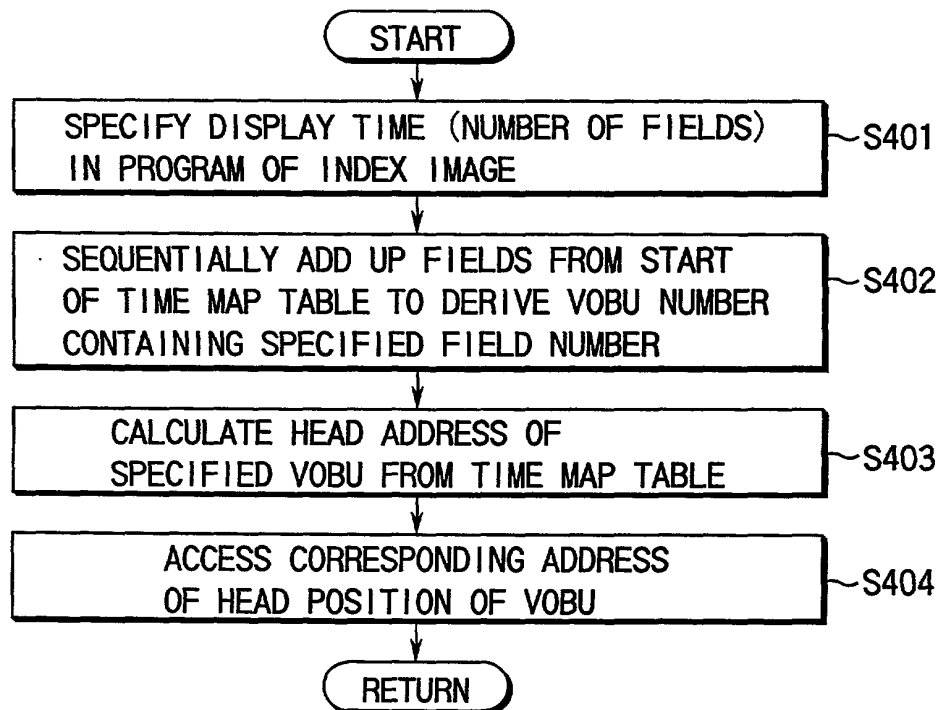 START
SPECIFY DISPLAY TIME (NUMBER OF FIELDS)
IN PROGRAM OF INDEX IMAGE
S401
SEQUENTIALLY ADD UP FIELDS FROM START
OF TIME MAP TABLE TO DERIVE VOBU NUMBER
CONTAINING SPECIFIED FIELD NUMBER
S402
CALCULATE HEAD ADDRESS OF
SPECIFIED VOBU FROM TIME MAP TABLE
S403
ACCESS CORRESPONDING ADDRESS
OF HEAD POSITION OF VOBU
S404
RETURN